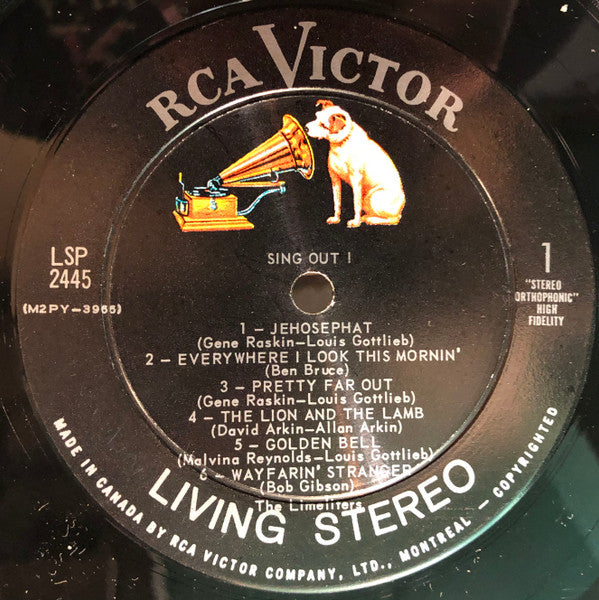 RCA VICTOR
LSP
2445
(M2PY-3965)
SING OUT !
1
"STEREO
ORTHOPHONIC"
HIGH
FIDELITY
1 – JEHOSEPHAT
(Gene Raskin–Louis Gottlieb)
2 – EVERYWHERE I LOOK THIS MORNIN'
(Ben Bruce)
3 – PRETTY FAR OUT
(Gene Raskin–Louis Gottlieb)
4 – THE LION AND THE LAMB
(David Arkin–Allan Arkin)
5 – GOLDEN BELL
(Malvina Reynolds–Louis Gottlieb)
6 – WAYFARIN' STRANGER
(Bob Gibson)
The Limeliters
LIVING STEREO
MADE IN CANADA BY RCA VICTOR COMPANY, LTD., MONTREAL – COPYRIGHTED